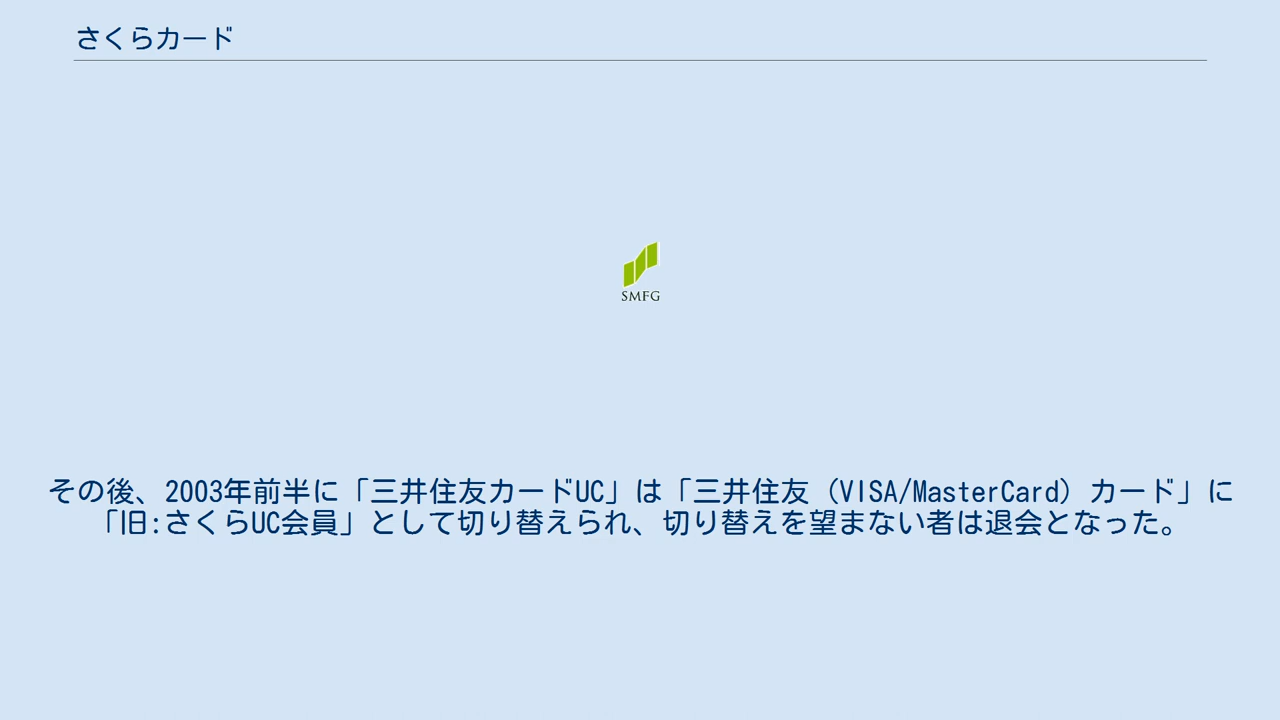 さくらカード
SMFG
その後、2003年前半に「三井住友カードUC」は「三井住友（VISA/MasterCard）カード」に
「旧:さくらUC会員」として切り替えられ、切り替えを望まない者は退会となった。